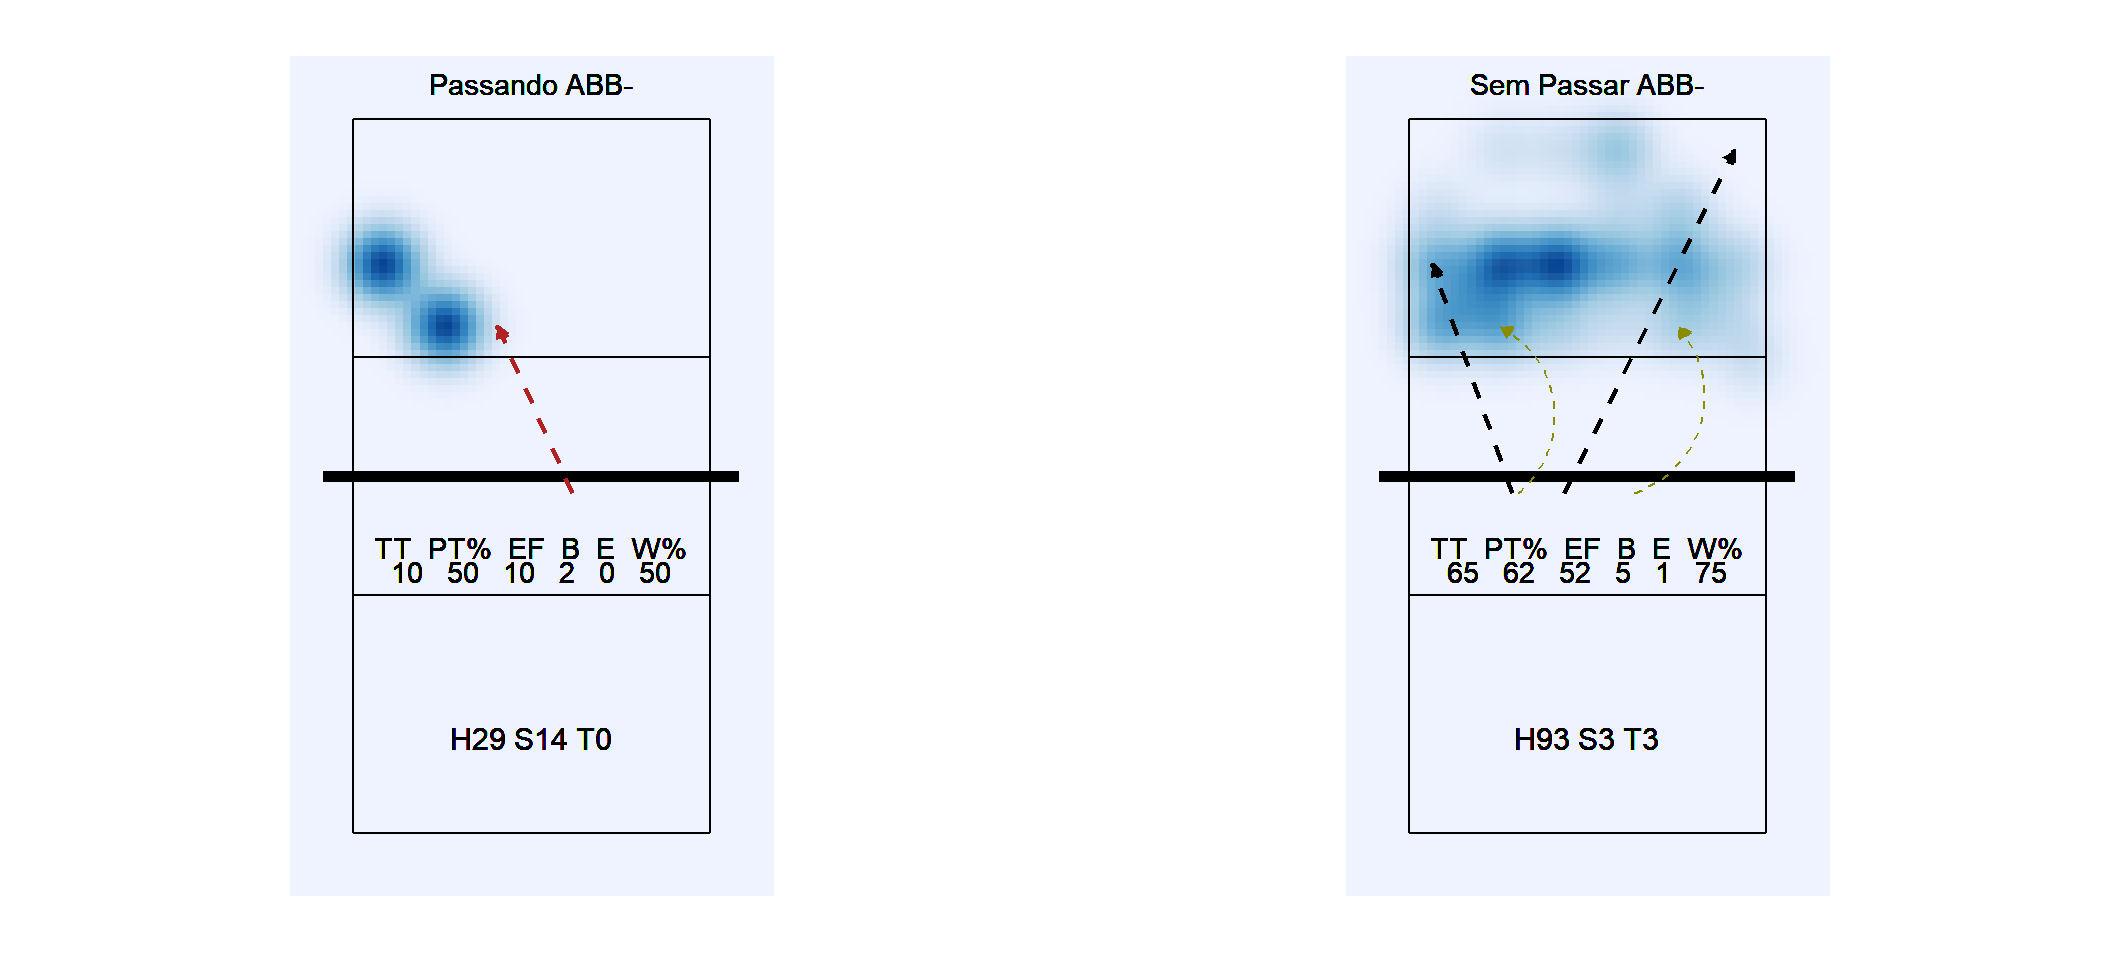 Passando ABB-
TT PT% EF B E W%
10 50 10 2 0 50
H29 S14 T0
Sem Passar ABB-
TT PT% EF B E W%
65 62 52 5 1 75
H93 S3 T3